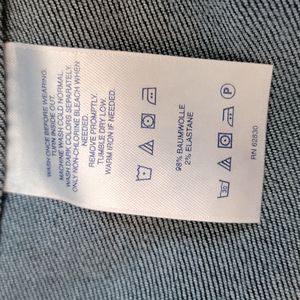 WASH ONCE BEFORE WEARING.
TURN INSIDE OUT.
MACHINE WASH COLD NORMAL.
WASH DARK COLORS SEPARATELY.
ONLY NON-CHLORINE BLEACH WHEN
NEEDED.
REMOVE PROMPTLY.
TUMBLE DRY LOW.
WARM IRON IF NEEDED.
98% BAUMWOLLE
2% ELASTANE
RN 62830